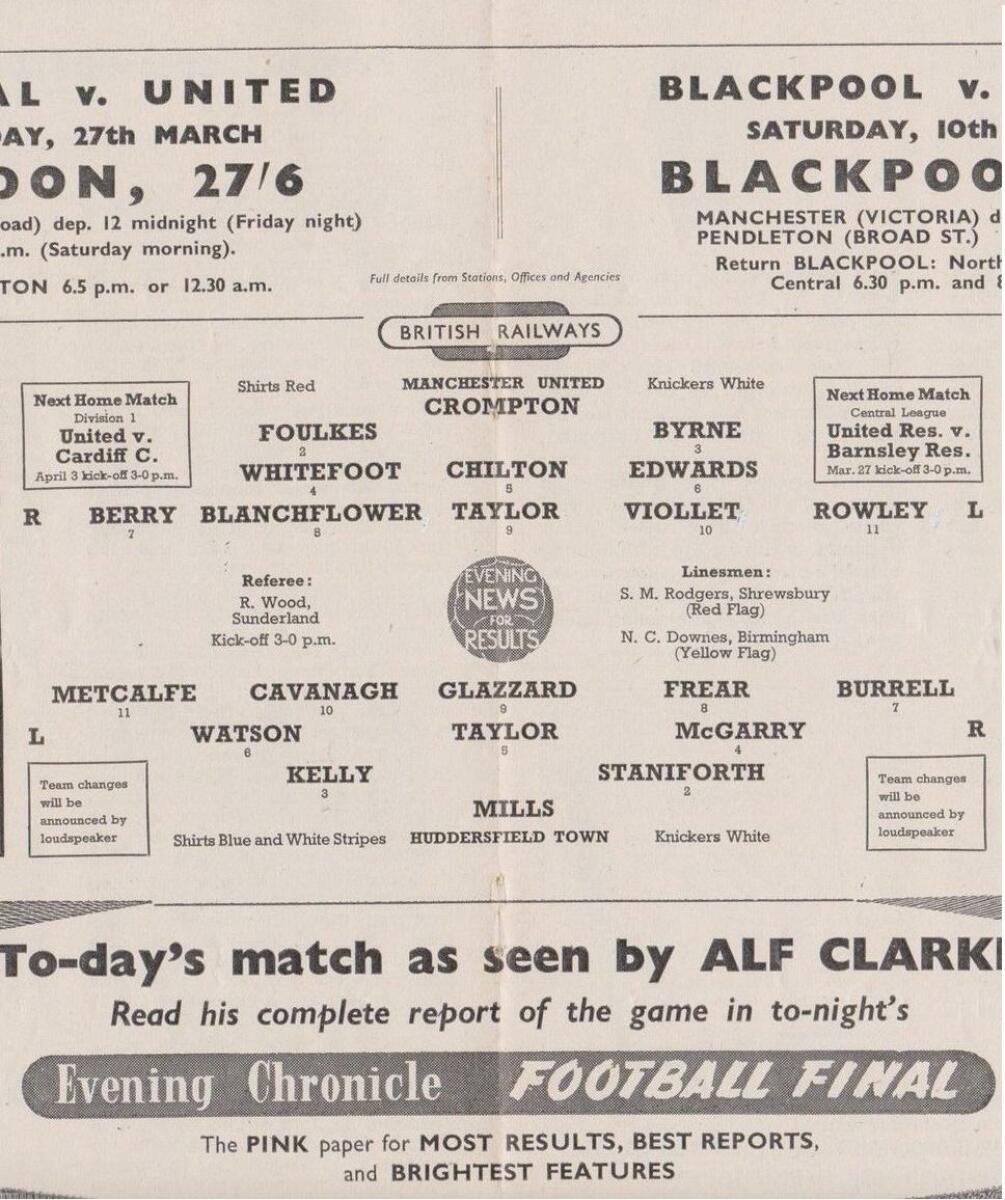 AL v. UNITED
DAY, 27th MARCH
DON, 27/6
oad) dep. 12 midnight (Friday night)
.m. (Saturday morning).
TON 6.5 p.m. or 12.30 a.m.
BLACKPOOL v.
SATURDAY, 10th
BLACKPOO
MANCHESTER (VICTORIA) d
PENDLETON (BROAD ST.)
Return BLACKPOOL: North
Central 6.30 p.m. and 8
Full details from Stations, Offices and Agencies
BRITISH RAILWAYS
Next Home Match
Division 1
United v.
Cardiff C.
April 3 kick-off 3-0 p.m.
Shirts Red MANCHESTER UNITED Knickers White
CROMPTON
FOULKES BYRNE
2 3
WHITEFOOT CHILTON EDWARDS
4 5 6
R BERRY BLANCHFLOWER TAYLOR VIOLLET ROWLEY L
7 8 9 10 11
Next Home Match
Central League
United Res. v.
Barnsley Res.
Mar. 27 kick-off 3-0 p.m.
Referee:
R. Wood,
Sunderland
Kick-off 3-0 p.m.
EVENING
NEWS
FOR
RESULTS
Linesmen:
S. M. Rodgers, Shrewsbury
(Red Flag)
N. C. Downes, Birmingham
(Yellow Flag)
METCALFE CAVANAGH GLAZZARD FREAR BURRELL
11 10 9 8 7
L WATSON TAYLOR McGARRY R
6 5 4
KELLY STANIFORTH
3 2
MILLS
Shirts Blue and White Stripes HUDDERSFIELD TOWN Knickers White
Team changes
will be
announced by
loudspeaker
Team changes
will be
announced by
loudspeaker
To-day's match as seen by ALF CLARKE
Read his complete report of the game in to-night's
Evening Chronicle FOOTBALL FINAL
The PINK paper for MOST RESULTS, BEST REPORTS,
and BRIGHTEST FEATURES